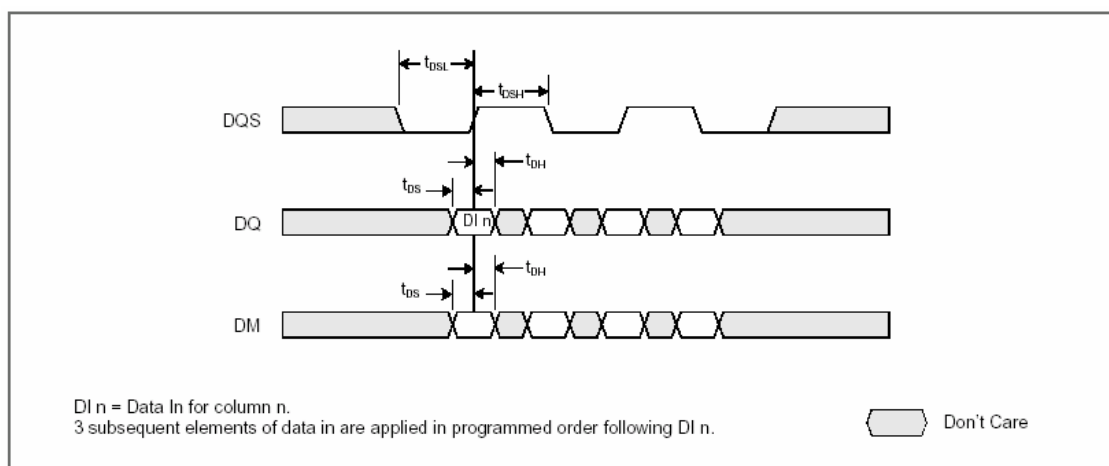 tDSL
tDSH
DQS
tDH
tDS
DQ
DI n
tDH
tDS
DM
DI n = Data In for column n.
3 subsequent elements of data in are applied in programmed order following DI n.
Don't Care